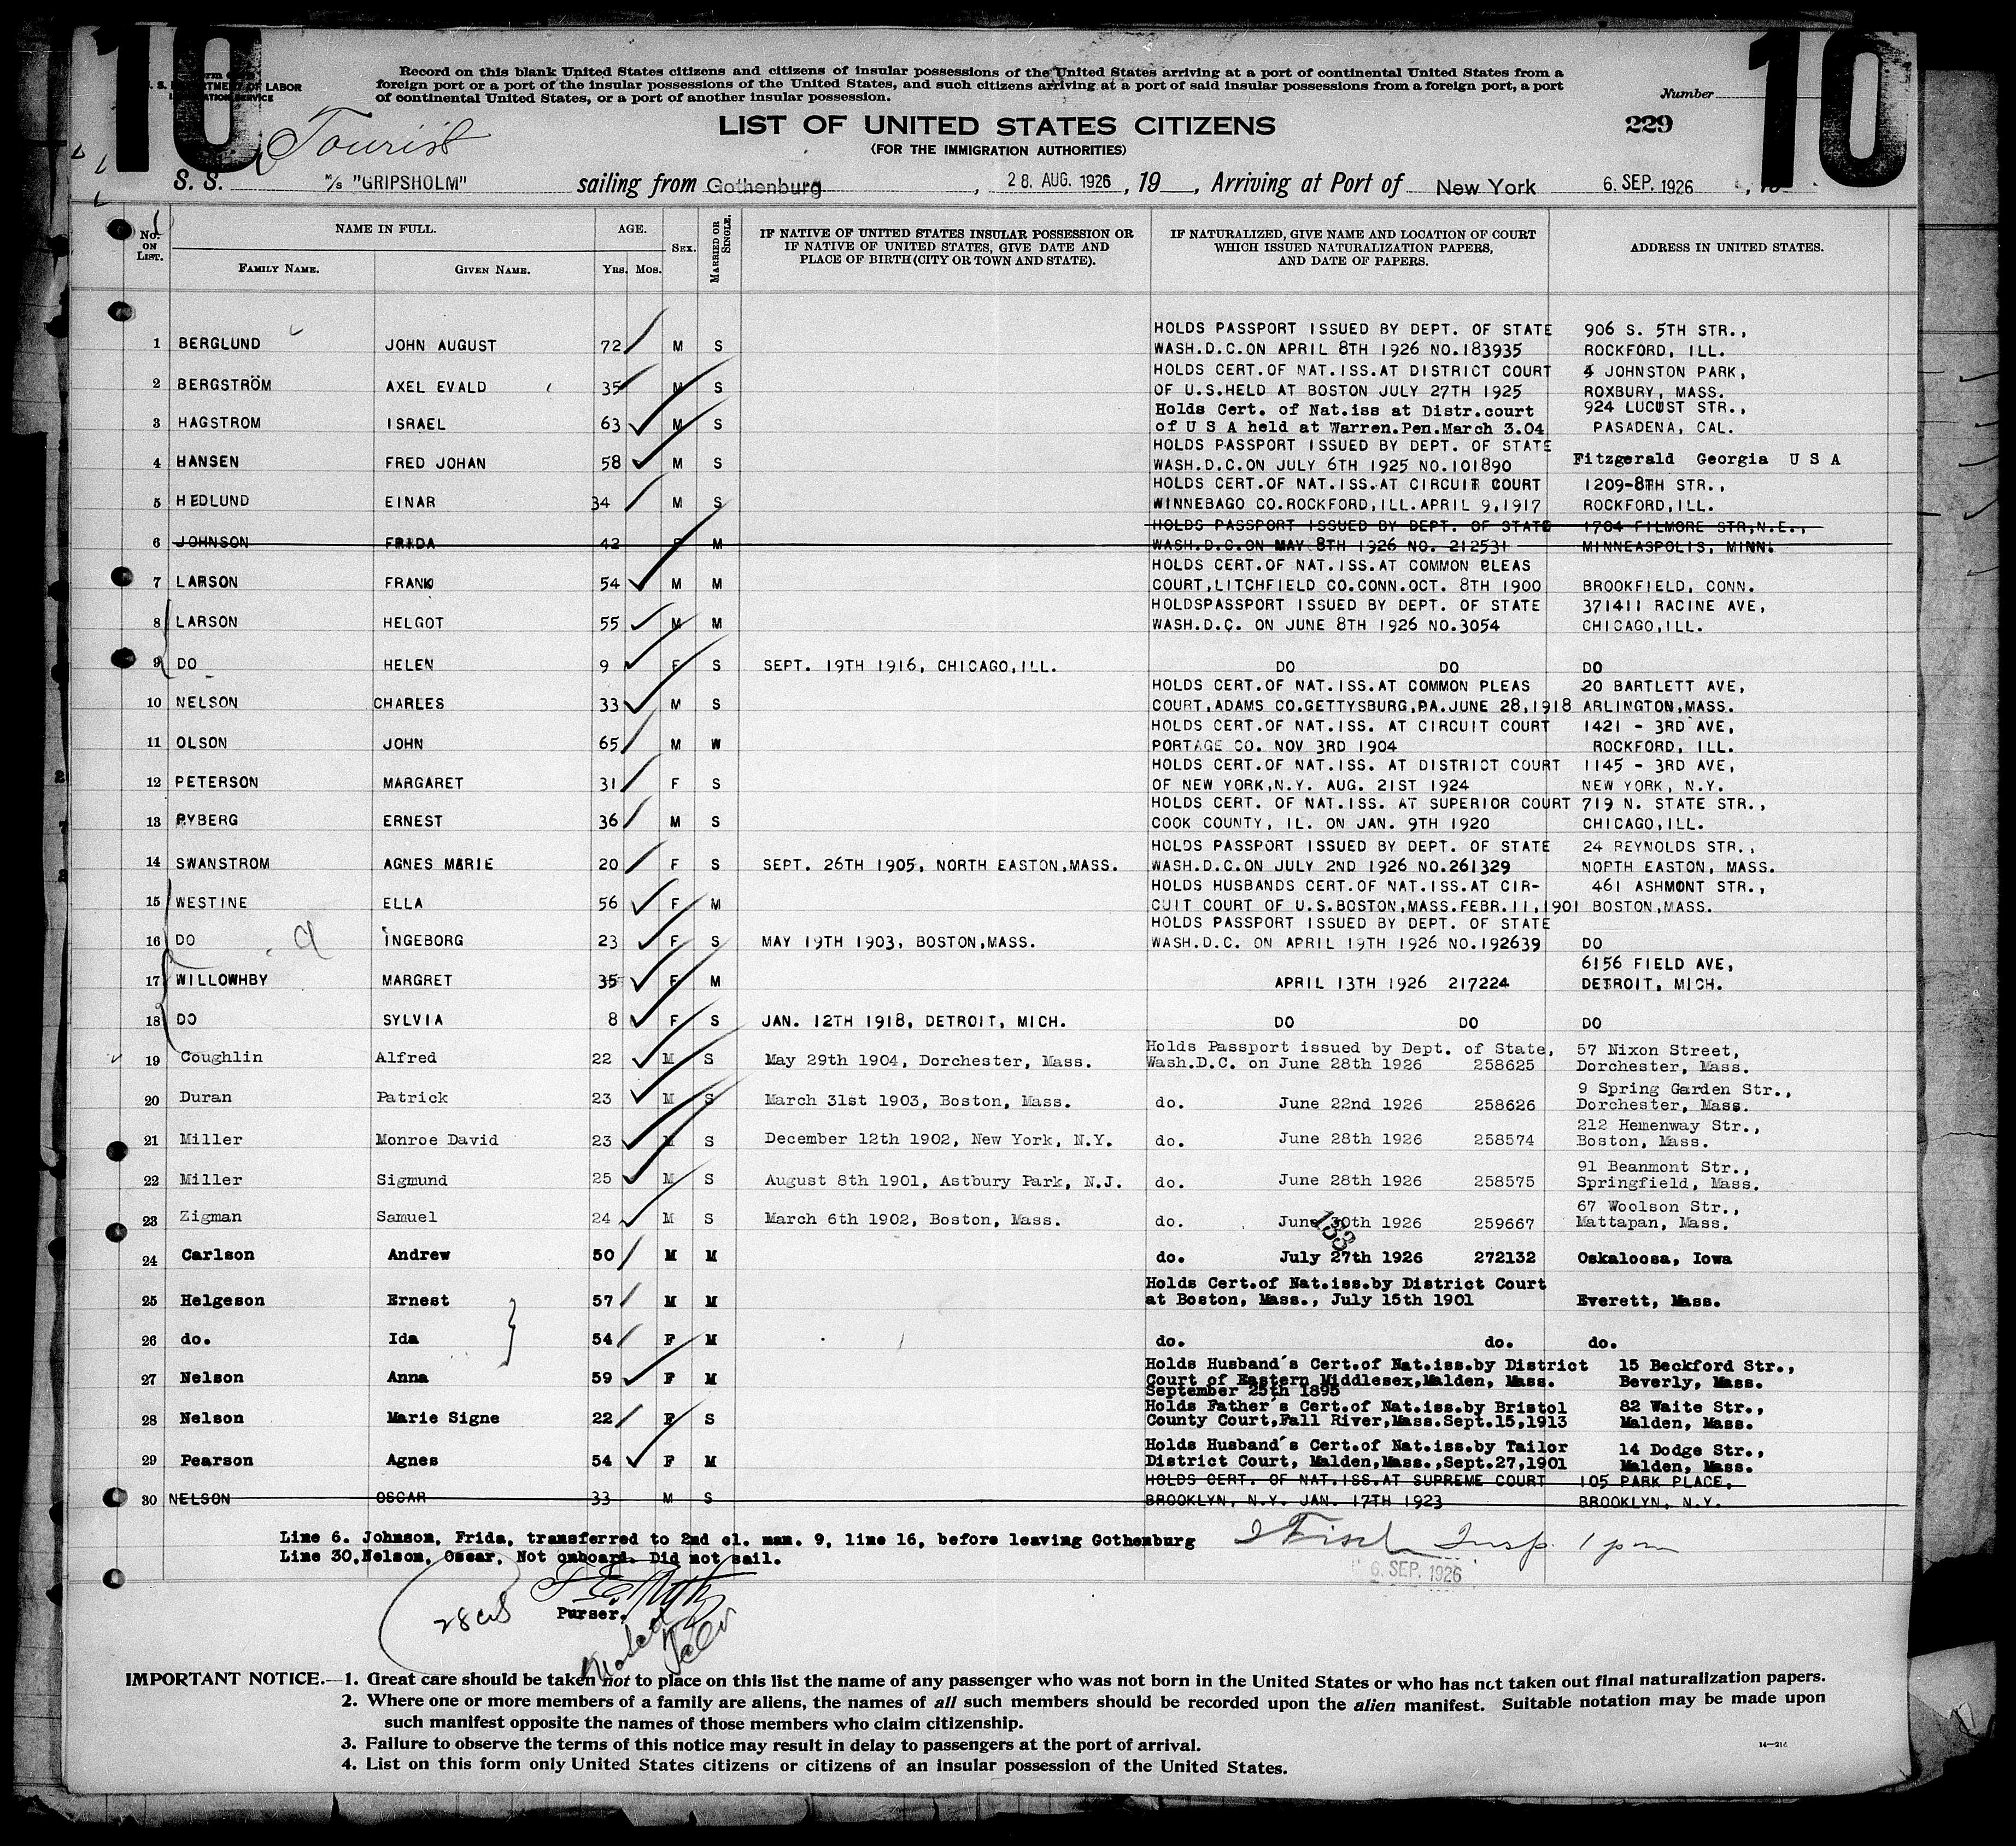 10
10
U. S. DEPARTMENT OF LABOR
IMMIGRATION SERVICE
Record on this blank United States citizens and citizens of insular possessions of the United States arriving at a port of continental United States from a
foreign port or a port of the insular possessions of the United States, and such citizens arriving at a port of said insular possessions from a foreign port, a port
of continental United States, or a port of another insular possession.
Number
Tourist
LIST OF UNITED STATES CITIZENS
229
(FOR THE IMMIGRATION AUTHORITIES)
S. S. M/s "GRIPSHOLM" sailing from Gothenburg, 28. AUG. 1926, 19 , Arriving at Port of New York 6. SEP. 1926
No. ON LIST. NAME IN FULL. AGE. SEX. MARRIED OR SINGLE. IF NATIVE OF UNITED STATES INSULAR POSSESSION OR IF NATIVE OF UNITED STATES, GIVE DATE AND PLACE OF BIRTH (CITY OR TOWN AND STATE). IF NATURALIZED, GIVE NAME AND LOCATION OF COURT WHICH ISSUED NATURALIZATION PAPERS, AND DATE OF PAPERS. ADDRESS IN UNITED STATES.
FAMILY NAME. GIVEN NAME. YRS. MOS.
HOLDS PASSPORT ISSUED BY DEPT. OF STATE 906 S. 5TH STR.,
1 BERGLUND JOHN AUGUST 72 M S WASH.D.C.ON APRIL 8TH 1926 NO.183935 ROCKFORD, ILL.
HOLDS CERT.OF NAT.ISS.AT DISTRICT COURT 4 JOHNSTON PARK,
2 BERGSTRÖM AXEL EVALD 35 M S OF U.S.HELD AT BOSTON JULY 27TH 1925 ROXBURY, MASS.
Holds Cert. of Nat.iss at Distr.court 924 LUCUST STR.,
3 HAGSTROM ISRAEL 63 M S of U S A held at Warren.Pen.March 3.04 PASADENA, CAL.
HOLDS PASSPORT ISSUED BY DEPT. OF STATE
4 HANSEN FRED JOHAN 58 M S WASH.D.C.ON JULY 6TH 1925 NO.101890 Fitzgerald Georgia U S A
HOLDS CERT.OF NAT.ISS.AT CIRCUIT COURT 1209-8TH STR.,
5 HEDLUND EINAR 34 M S WINNEBAGO CO.ROCKFORD,ILL.APRIL 9,1917 ROCKFORD,ILL.
HOLDS PASSPORT ISSUED BY DEPT. OF STATE 1704 FILMORE STR,N.E.,
6 JOHNSON FRIDA 42 F M WASH.D.C.ON MAY 8TH 1926 NO. 212531 MINNEAPOLIS, MINN.
HOLDS CERT.OF NAT.ISS.AT COMMON PLEAS
7 LARSON FRANK 54 M M COURT,LITCHFIELD CO.CONN.OCT. 8TH 1900 BROOKFIELD, CONN.
HOLDSPASSPORT ISSUED BY DEPT. OF STATE 371411 RACINE AVE,
8 LARSON HELGOT 55 M M WASH.D.C. ON JUNE 8TH 1926 NO.3054 CHICAGO,ILL.
9 DO HELEN 9 F S SEPT. 19TH 1916, CHICAGO,ILL. DO DO DO
HOLDS CERT.OF NAT.ISS.AT COMMON PLEAS 20 BARTLETT AVE,
10 NELSON CHARLES 33 M S COURT,ADAMS CO.GETTYSBURG,PA.JUNE 28,1918 ARLINGTON,MASS.
HOLDS CERT.OF NAT.ISS. AT CIRCUIT COURT 1421 - 3RD AVE,
11 OLSON JOHN 65 M W PORTAGE CO. NOV 3RD 1904 ROCKFORD, ILL.
HOLDS CERT.OF NAT.ISS. AT DISTRICT COURT 1145 - 3RD AVE,
12 PETERSON MARGARET 31 F S OF NEW YORK,N.Y. AUG. 21ST 1924 NEW YORK, N.Y.
HOLDS CERT. OF NAT.ISS. AT SUPERIOR COURT 719 N. STATE STR.,
13 RYBERG ERNEST 36 M S COOK COUNTY, IL. ON JAN. 9TH 1920 CHICAGO,ILL.
HOLDS PASSPORT ISSUED BY DEPT. OF STATE 24 REYNOLDS STR.,
14 SWANSTROM AGNES MARIE 20 F S SEPT. 26TH 1905, NORTH EASTON,MASS. WASH.D.C.ON JULY 2ND 1926 NO.261329 NORTH EASTON, MASS.
HOLDS HUSBANDS CERT.OF NAT.ISS.AT CIR- 461 ASHMONT STR.,
15 WESTINE ELLA 56 F M CUIT COURT OF U.S.BOSTON,MASS.FEBR.11,1901 BOSTON,MASS.
HOLDS PASSPORT ISSUED BY DEPT. OF STATE
16 DO INGEBORG 23 F S MAY 19TH 1903, BOSTON,MASS. WASH.D.C. ON APRIL 19TH 1926 NO.192639 DO
6156 FIELD AVE,
17 WILLOWHBY MARGRET 35 F M APRIL 13TH 1926 217224 DETROIT, MICH.
18 DO SYLVIA 8 F S JAN. 12TH 1918, DETROIT, MICH. DO DO DO
Holds Passport issued by Dept. of State, 57 Nixon Street,
19 Coughlin Alfred 22 M S May 29th 1904, Dorchester, Mass. Wash.D.C. on June 28th 1926 258625 Dorchester, Mass.
9 Spring Garden Str.,
20 Duran Patrick 23 M S March 31st 1903, Boston, Mass. do. June 22nd 1926 258626 Dorchester, Mass.
212 Hemenway Str.,
21 Miller Monroe David 23 M S December 12th 1902, New York, N.Y. do. June 28th 1926 258574 Boston, Mass.
91 Beanmont Str.,
22 Miller Sigmund 25 M S August 8th 1901, Astbury Park, N.J. do. June 28th 1926 258575 Springfield, Mass.
67 Woolson Str.,
23 Zigman Samuel 24 M S March 6th 1902, Boston, Mass. do. June 30th 1926 259667 Mattapan, Mass.
133
24 Carlson Andrew 50 M M do. July 27th 1926 272132 Oskaloosa, Iowa
Holds Cert.of Nat.iss.by District Court
25 Helgeson Ernest 57 M M at Boston, Mass., July 15th 1901 Everett, Mass.
26 do. Ida 54 F M do. do. do.
Holds Husband's Cert.of Nat.iss.by District 15 Beckford Str.,
27 Nelson Anna 59 F M Court of Eastern Middlesex,Malden, Mass. Beverly, Mass.
September 25th 1895
Holds Father's Cert.of Nat.iss.by Bristol 82 Waite Str.,
28 Nelson Marie Signe 22 F S County Court,Fall River,Mass.Sept.15,1913 Malden, Mass.
Holds Husband's Cert.of Nat.iss.by Tailor 14 Dodge Str.,
29 Pearson Agnes 54 F M District Court, Malden,Mass.,Sept.27,1901 Malden, Mass.
HOLDS CERT. OF NAT.ISS.AT SUPREME COURT 105 PARK PLACE,
30 NELSON OSCAR 33 M S BROOKLYN, N.Y. JAN. 17TH 1923 BROOKLYN, N.Y.
Line 6. Johnson, Frida, transferred to 2nd cl. man. 9, line 16, before leaving Gothenburg
Line 30,Nelson, Oscar, Not onboard. Did not sail.
Insp. 1 pm
6. SEP. 1926
28
Purser.
IMPORTANT NOTICE.—1. Great care should be taken not to place on this list the name of any passenger who was not born in the United States or who has not taken out final naturalization papers.
2. Where one or more members of a family are aliens, the names of all such members should be recorded upon the alien manifest. Suitable notation may be made upon
such manifest opposite the names of those members who claim citizenship.
3. Failure to observe the terms of this notice may result in delay to passengers at the port of arrival.
4. List on this form only United States citizens or citizens of an insular possession of the United States.